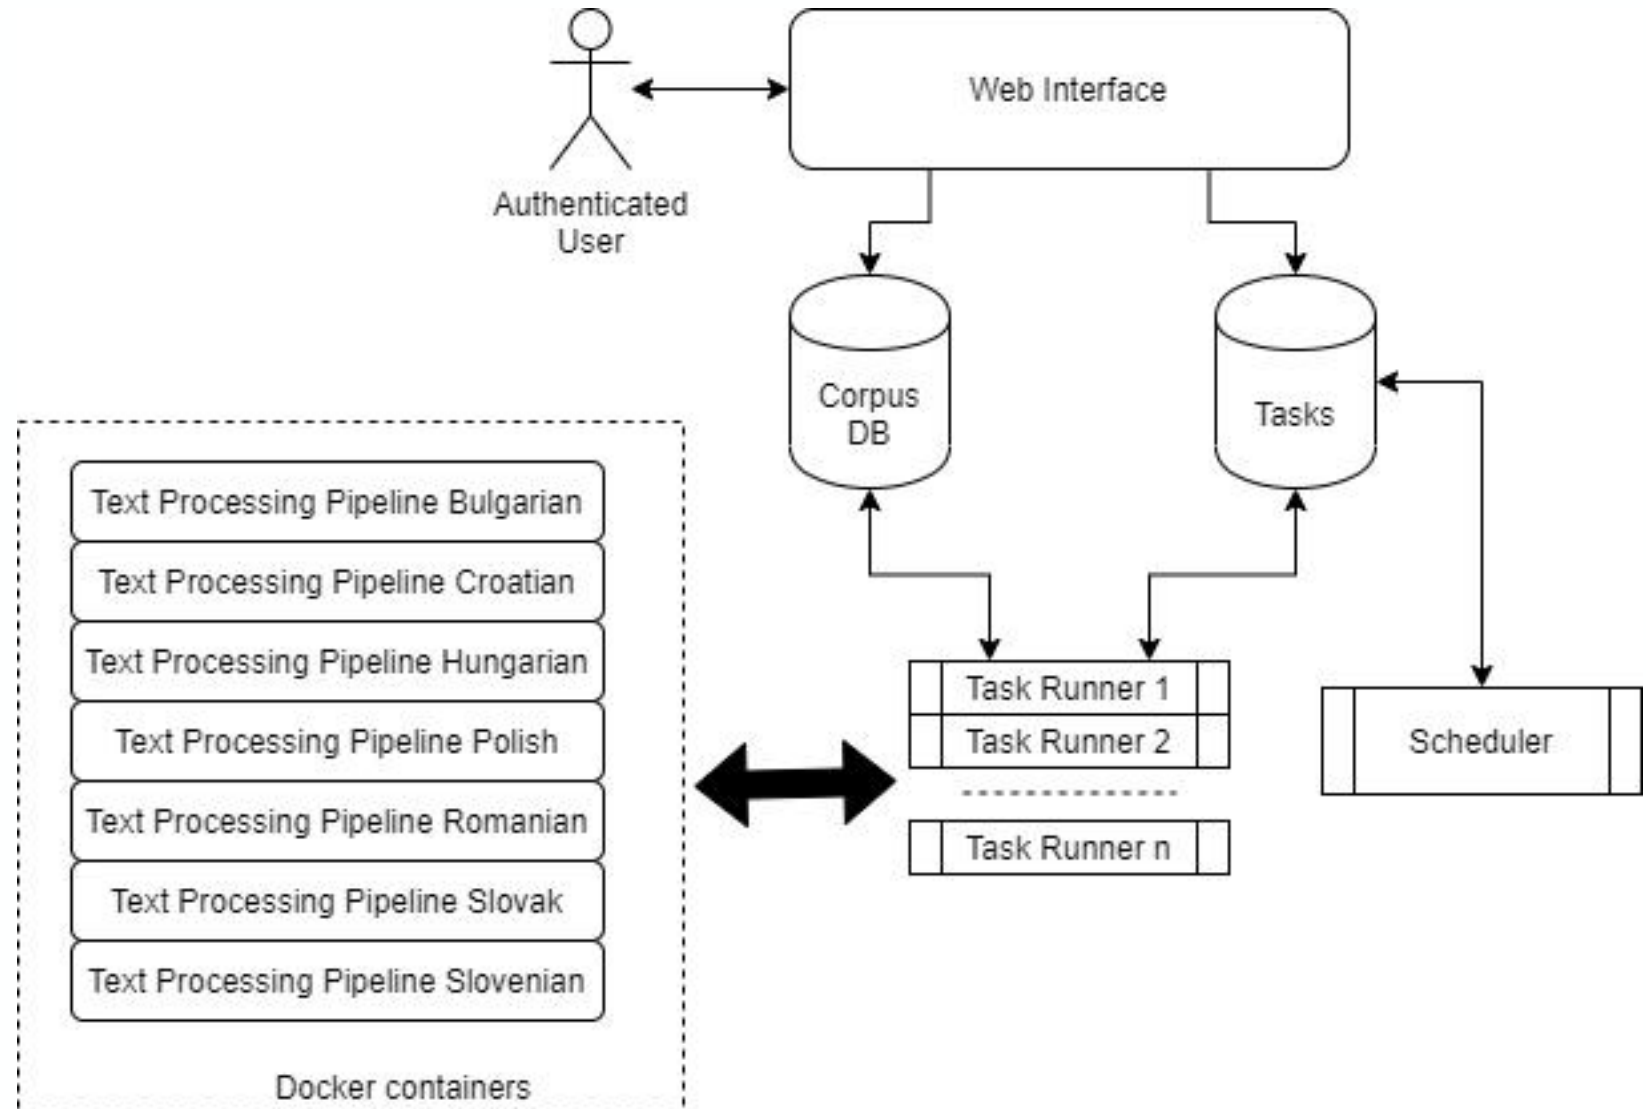 Web Interface
Authenticated
User
Corpus
DB
Tasks
Text Processing Pipeline Bulgarian
Text Processing Pipeline Croatian
Text Processing Pipeline Hungarian
Text Processing Pipeline Polish
Text Processing Pipeline Romanian
Text Processing Pipeline Slovak
Text Processing Pipeline Slovenian
Docker containers
Task Runner 1
Task Runner 2
Task Runner n
Scheduler